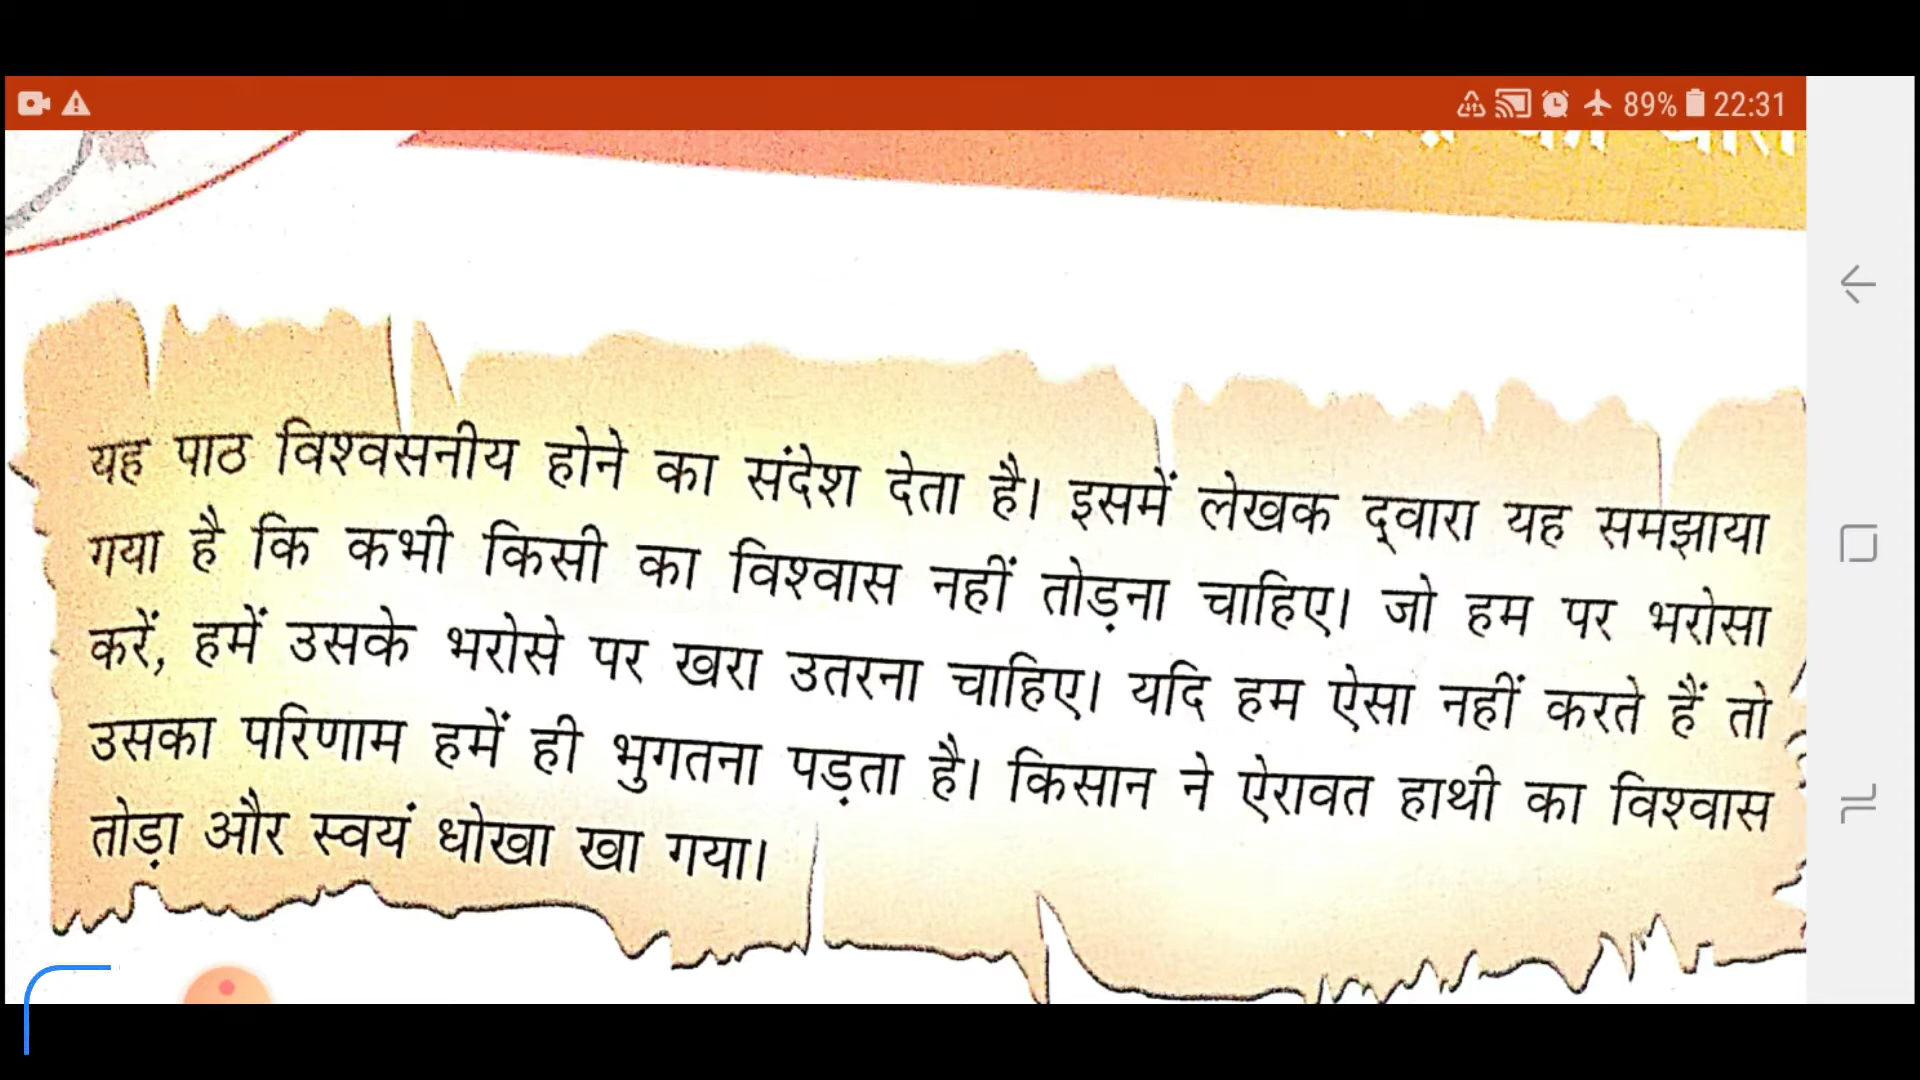 89% 22:31
यह पाठ विश्वसनीय होने का संदेश देता है। इसमें लेखक द्वारा यह समझाया
गया है कि कभी किसी का विश्वास नहीं तोड़ना चाहिए। जो हम पर भरोसा
करें, हमें उसके भरोसे पर खरा उतरना चाहिए। यदि हम ऐसा नहीं करते हैं तो
उसका परिणाम हमें ही भुगतना पड़ता है। किसान ने ऐरावत हाथी का विश्वास
तोड़ा और स्वयं धोखा खा गया।